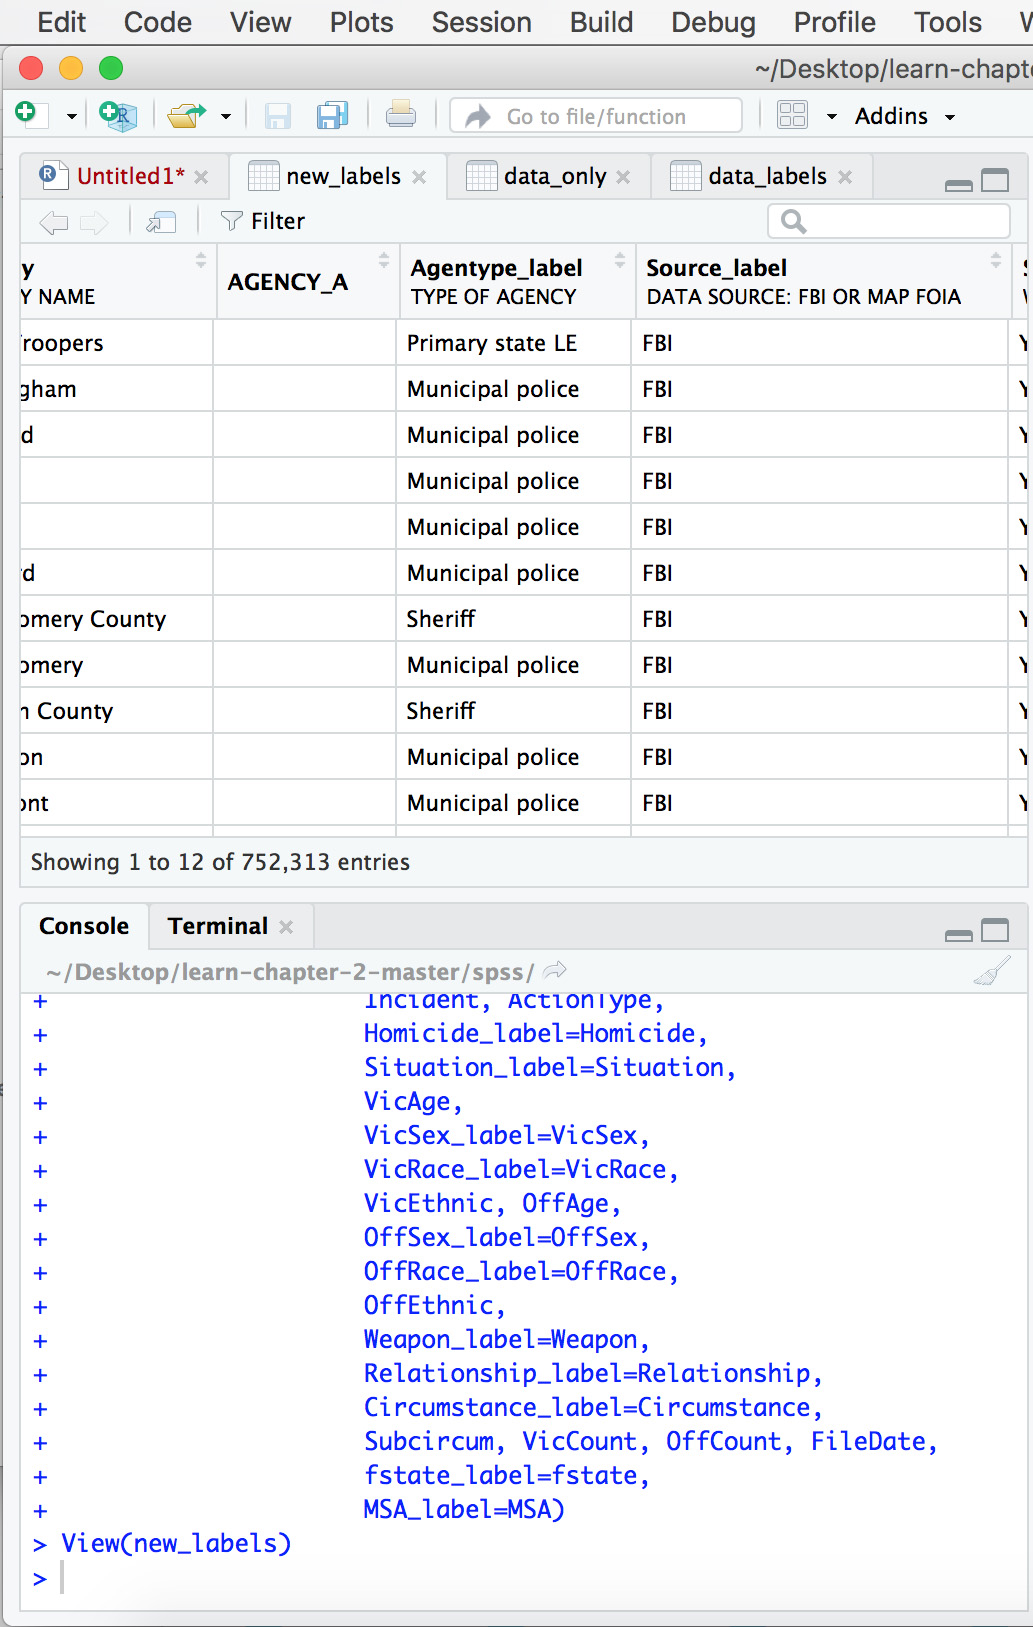 Edit Code View Plots Session Build Debug Profile Tools
~/Desktop/learn-chapt
Go to file/function Addins
Untitled1* new_labels data_only data_labels
Filter
y AGENCY_A Agentype_label Source_label
Y NAME TYPE OF AGENCY DATA SOURCE: FBI OR MAP FOIA
roopers Primary state LE FBI Y
gham Municipal police FBI Y
d Municipal police FBI Y
Municipal police FBI Y
Municipal police FBI Y
rd Municipal police FBI Y
omery County Sheriff FBI Y
omery Municipal police FBI Y
n County Sheriff FBI Y
on Municipal police FBI Y
ont Municipal police FBI Y
Showing 1 to 12 of 752,313 entries
Console Terminal
~/Desktop/learn-chapter-2-master/spss/
+ Incident, ActionType,
+ Homicide_label=Homicide,
+ Situation_label=Situation,
+ VicAge,
+ VicSex_label=VicSex,
+ VicRace_label=VicRace,
+ VicEthnic, OffAge,
+ OffSex_label=OffSex,
+ OffRace_label=OffRace,
+ OffEthnic,
+ Weapon_label=Weapon,
+ Relationship_label=Relationship,
+ Circumstance_label=Circumstance,
+ Subcircum, VicCount, OffCount, FileDate,
+ fstate_label=fstate,
+ MSA_label=MSA)
> View(new_labels)
>